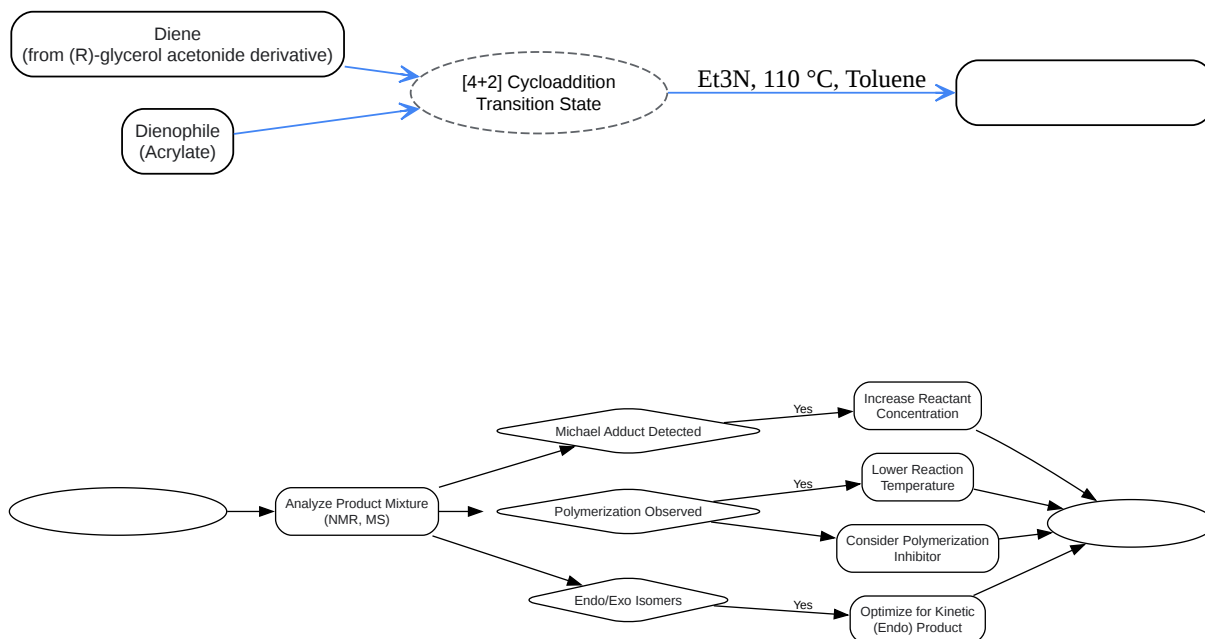 Diene
(from (R)-glycerol acetonide derivative)
[4+2] Cycloaddition
Transition State
Et3N, 110 °C, Toluene
Dienophile
(Acrylate)
Increase Reactant
Concentration
Yes
Michael Adduct Detected
Lower Reaction
Temperature
Yes
Analyze Product Mixture
(NMR, MS)
Polymerization Observed
Consider Polymerization
Inhibitor
Endo/Exo Isomers
Yes
Optimize for Kinetic
(Endo) Product